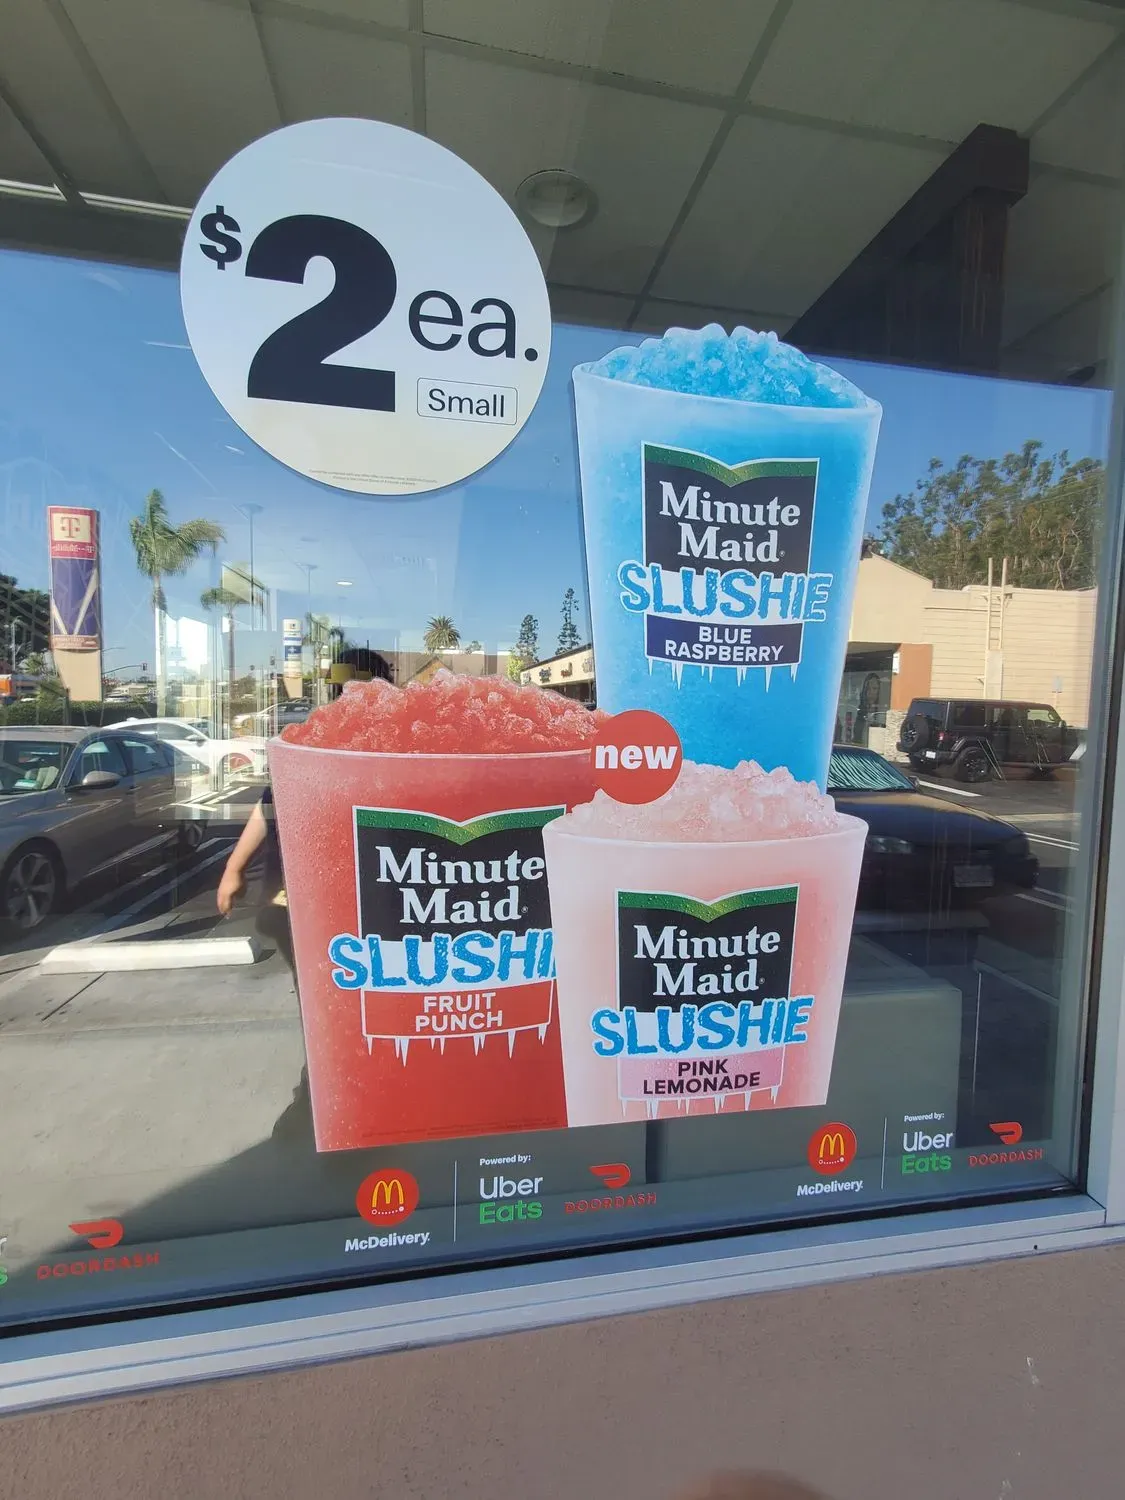 $2 ea.
Small
Minute
Maid
SLUSHIE
BLUE
RASPBERRY
new
Minute
Maid
SLUSHI
FRUIT
PUNCH
Minute
Maid
SLUSHIE
PINK
LEMONADE
DOORDASH
McDelivery
Powered by:
Uber
Eats
DOORDASH
McDelivery
Powered by:
Uber
Eats
DOORDASH